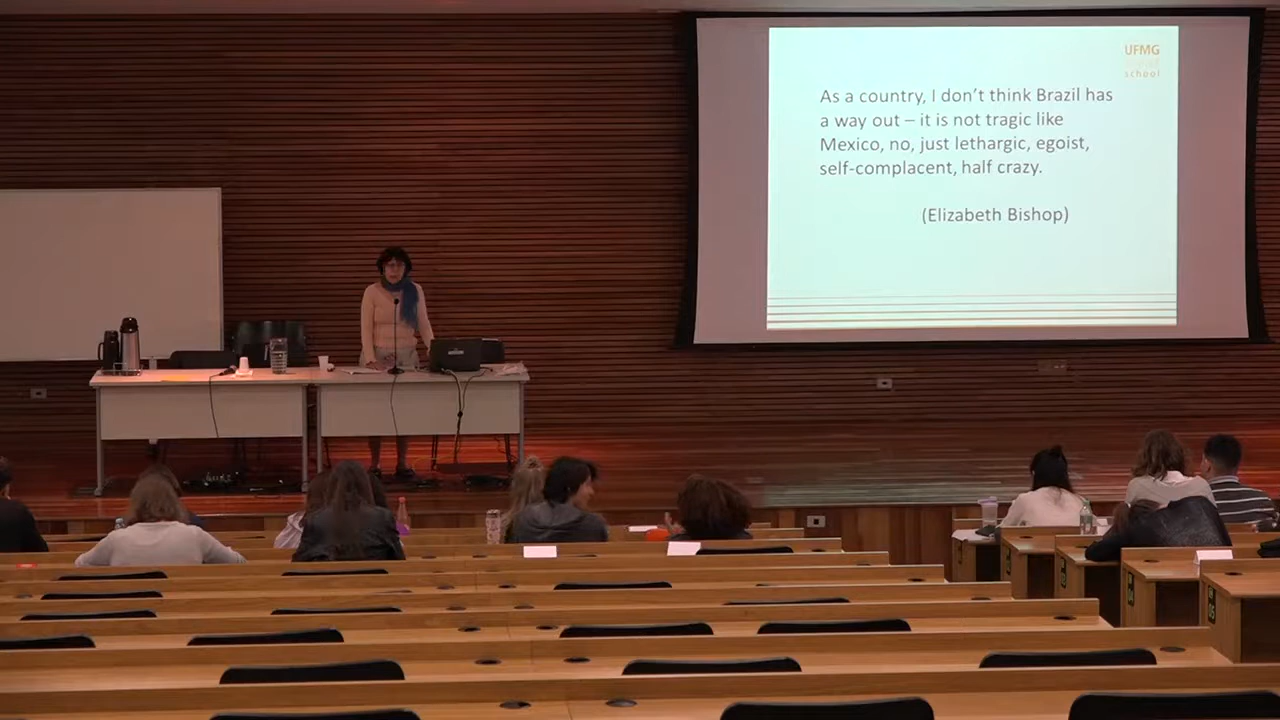 UFMG
school
As a country, I don't think Brazil has
a way out – it is not tragic like
Mexico, no, just lethargic, egoist,
self-complacent, half crazy.
(Elizabeth Bishop)